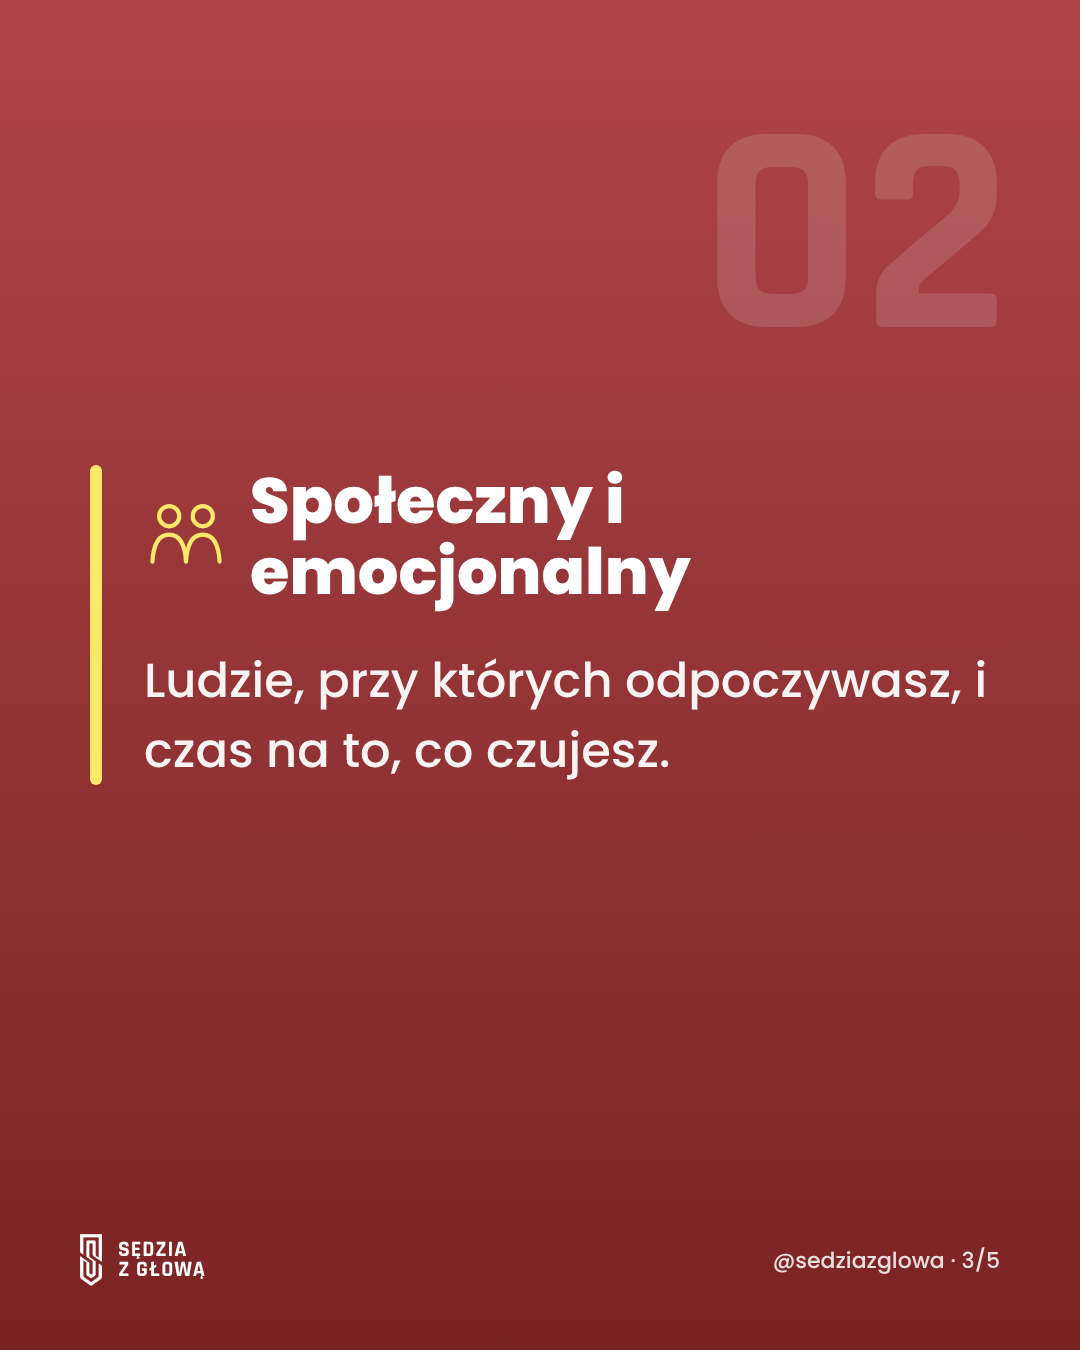 02
Społeczny i
emocjonalny
Ludzie, przy których odpoczywasz, i
czas na to, co czujesz.
SĘDZIA
Z GŁOWĄ
@sedziazglowa · 3/5